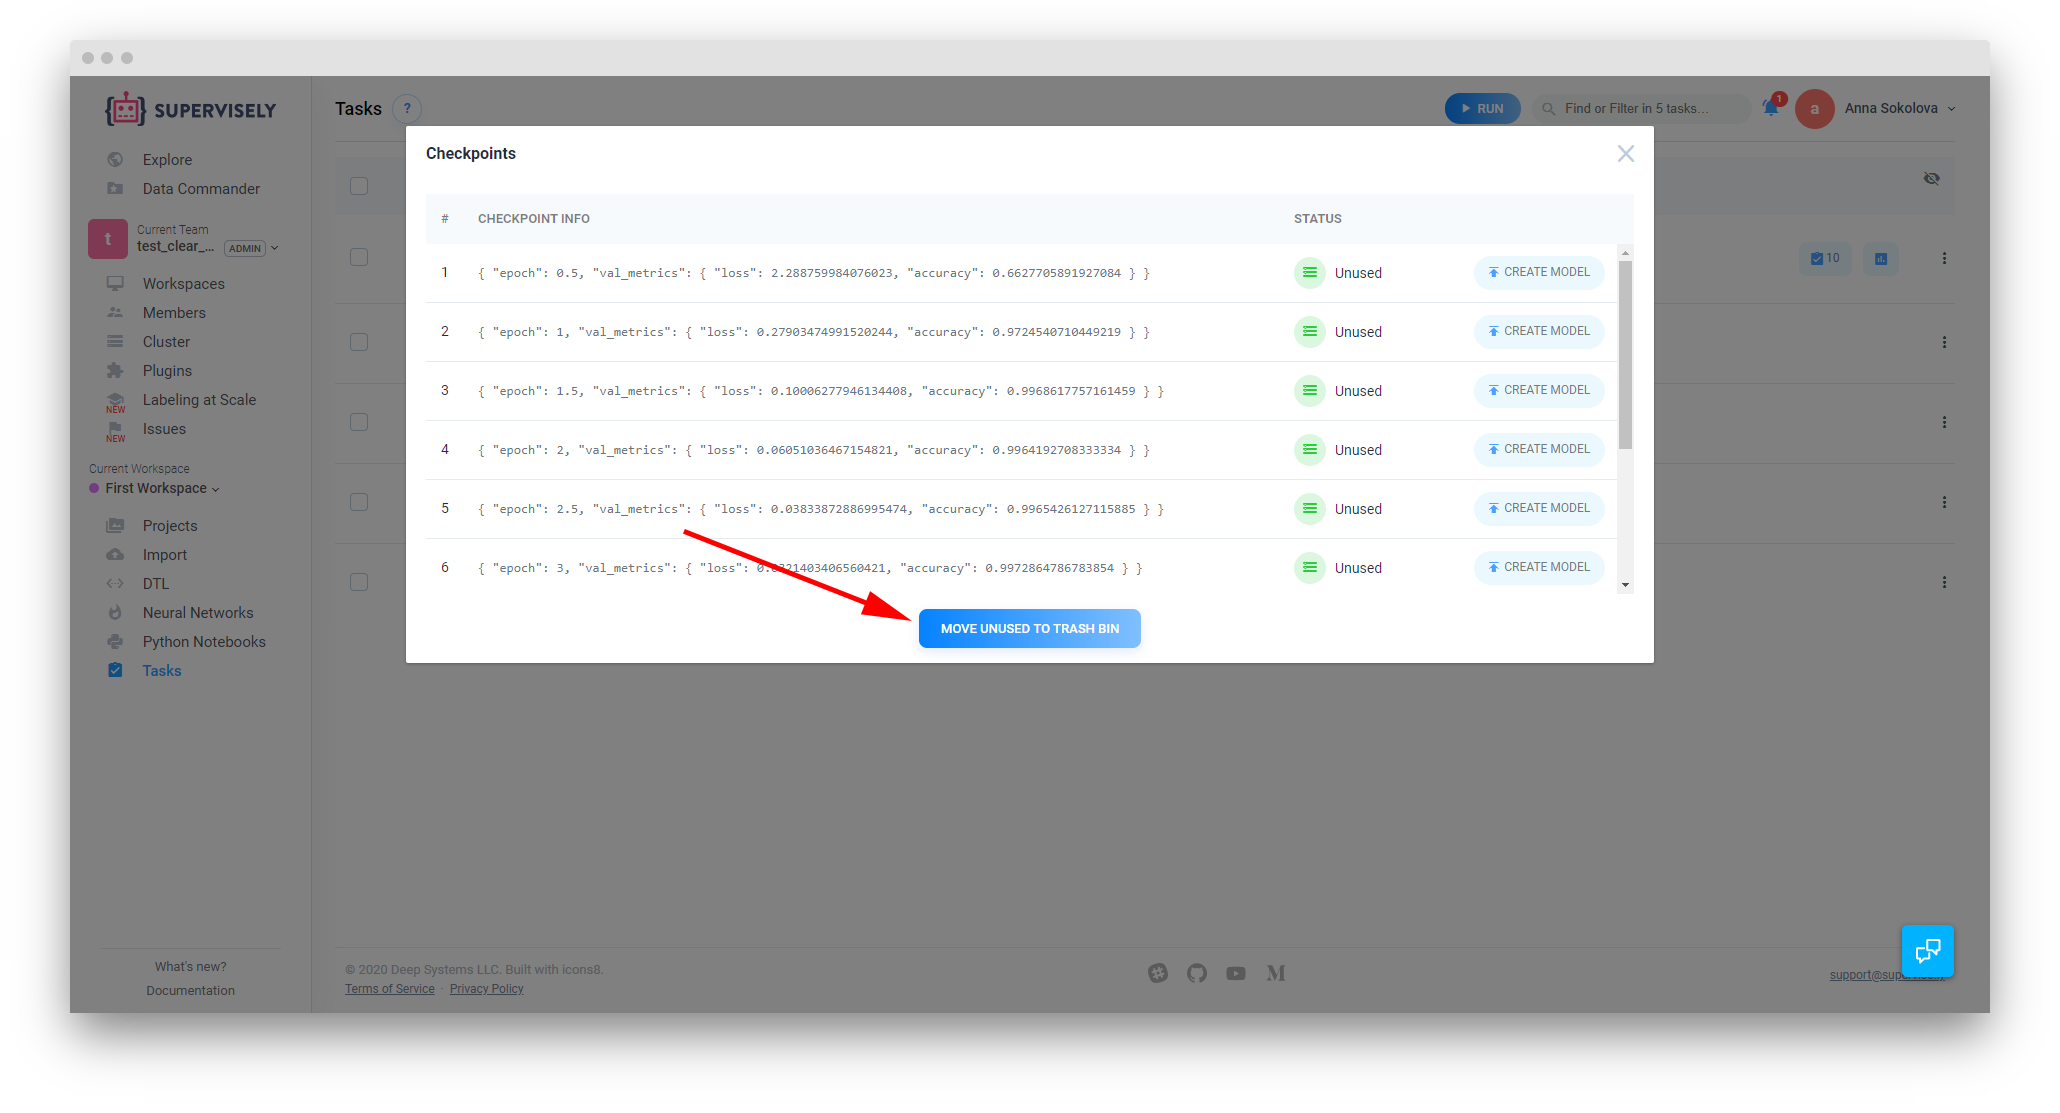 SUPERVISELY
Explore
Data Commander
Current Team
t
test_clear_... ADMIN
Workspaces
Members
Cluster
Plugins
Labeling at Scale
NEW
Issues
NEW
Current Workspace
First Workspace
Projects
Import
DTL
Neural Networks
Python Notebooks
Tasks
What's new?
Documentation
Tasks ?
RUN
Find or Filter in 5 tasks...
1
a
Anna Sokolova
10
Checkpoints
# CHECKPOINT INFO STATUS
1 { "epoch": 0.5, "val_metrics": { "loss": 2.288759984076023, "accuracy": 0.6627705891927084 } } Unused CREATE MODEL
2 { "epoch": 1, "val_metrics": { "loss": 0.27903474991520244, "accuracy": 0.9724540710449219 } } Unused CREATE MODEL
3 { "epoch": 1.5, "val_metrics": { "loss": 0.10006277946134408, "accuracy": 0.9968617757161459 } } Unused CREATE MODEL
4 { "epoch": 2, "val_metrics": { "loss": 0.06051036467154821, "accuracy": 0.9964192708333334 } } Unused CREATE MODEL
5 { "epoch": 2.5, "val_metrics": { "loss": 0.03833872886995474, "accuracy": 0.9965426127115885 } } Unused CREATE MODEL
6 { "epoch": 3, "val_metrics": { "loss": "accuracy": 0.9972864786783854 } } Unused CREATE MODEL
MOVE UNUSED TO TRASH BIN
© 2020 Deep Systems LLC. Built with icons8.
Terms of Service · Privacy Policy